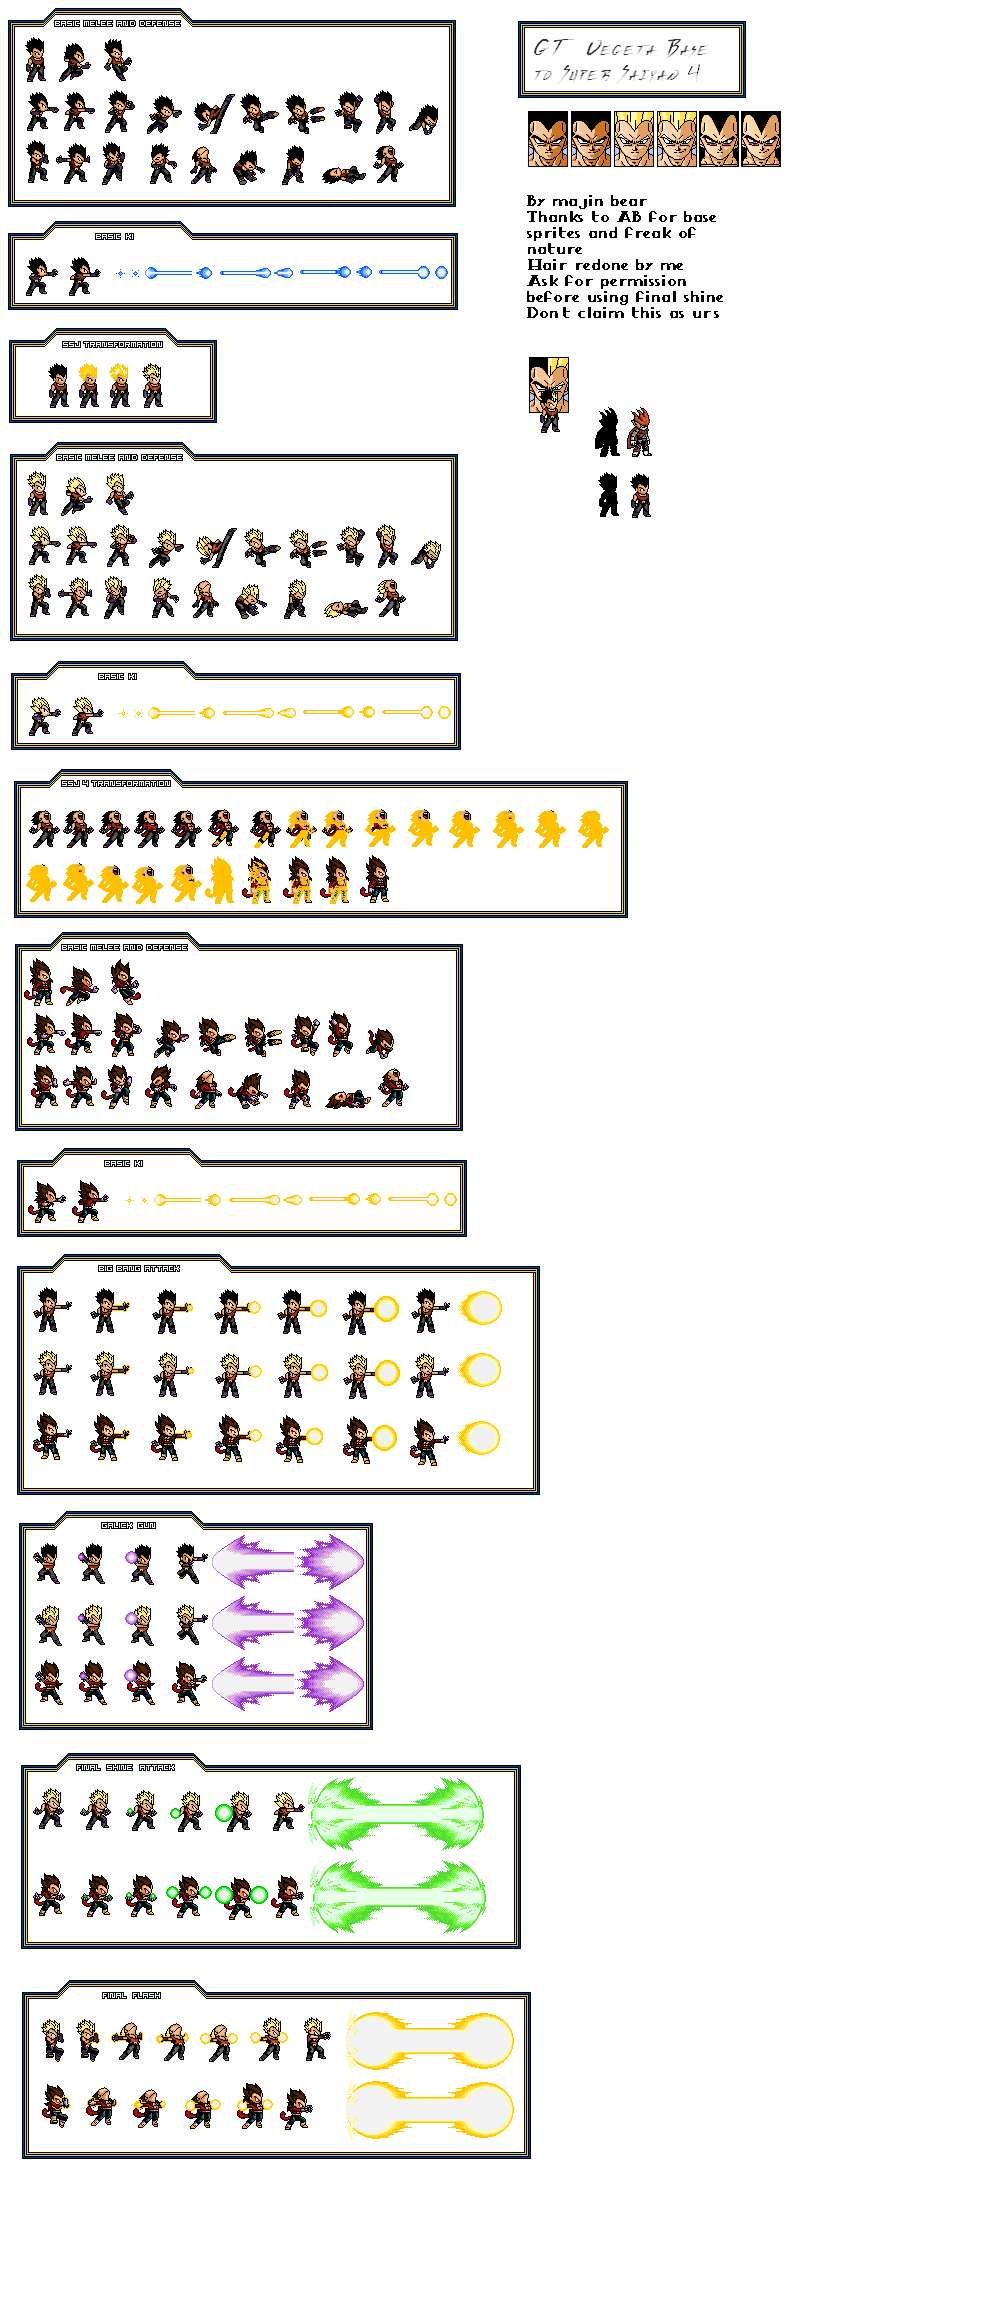 BASIC MELEE AND DEFENSE
GT Vegeta Base
to Super Saiyan 4
By majin bear
Thanks to AB for base
sprites and freak of
nature
Hair redone by me
Ask for permission
before using final shine
Don't claim this as urs
BASIC KI
SSJ TRANSFORMATION
BASIC MELEE AND DEFENSE
BASIC KI
SSJ 4 TRANSFORMATION
BASIC MELEE AND DEFENSE
BASIC KI
BIG BANG ATTACK
GALICK GUN
FINAL SHINE ATTACK
FINAL FLASH